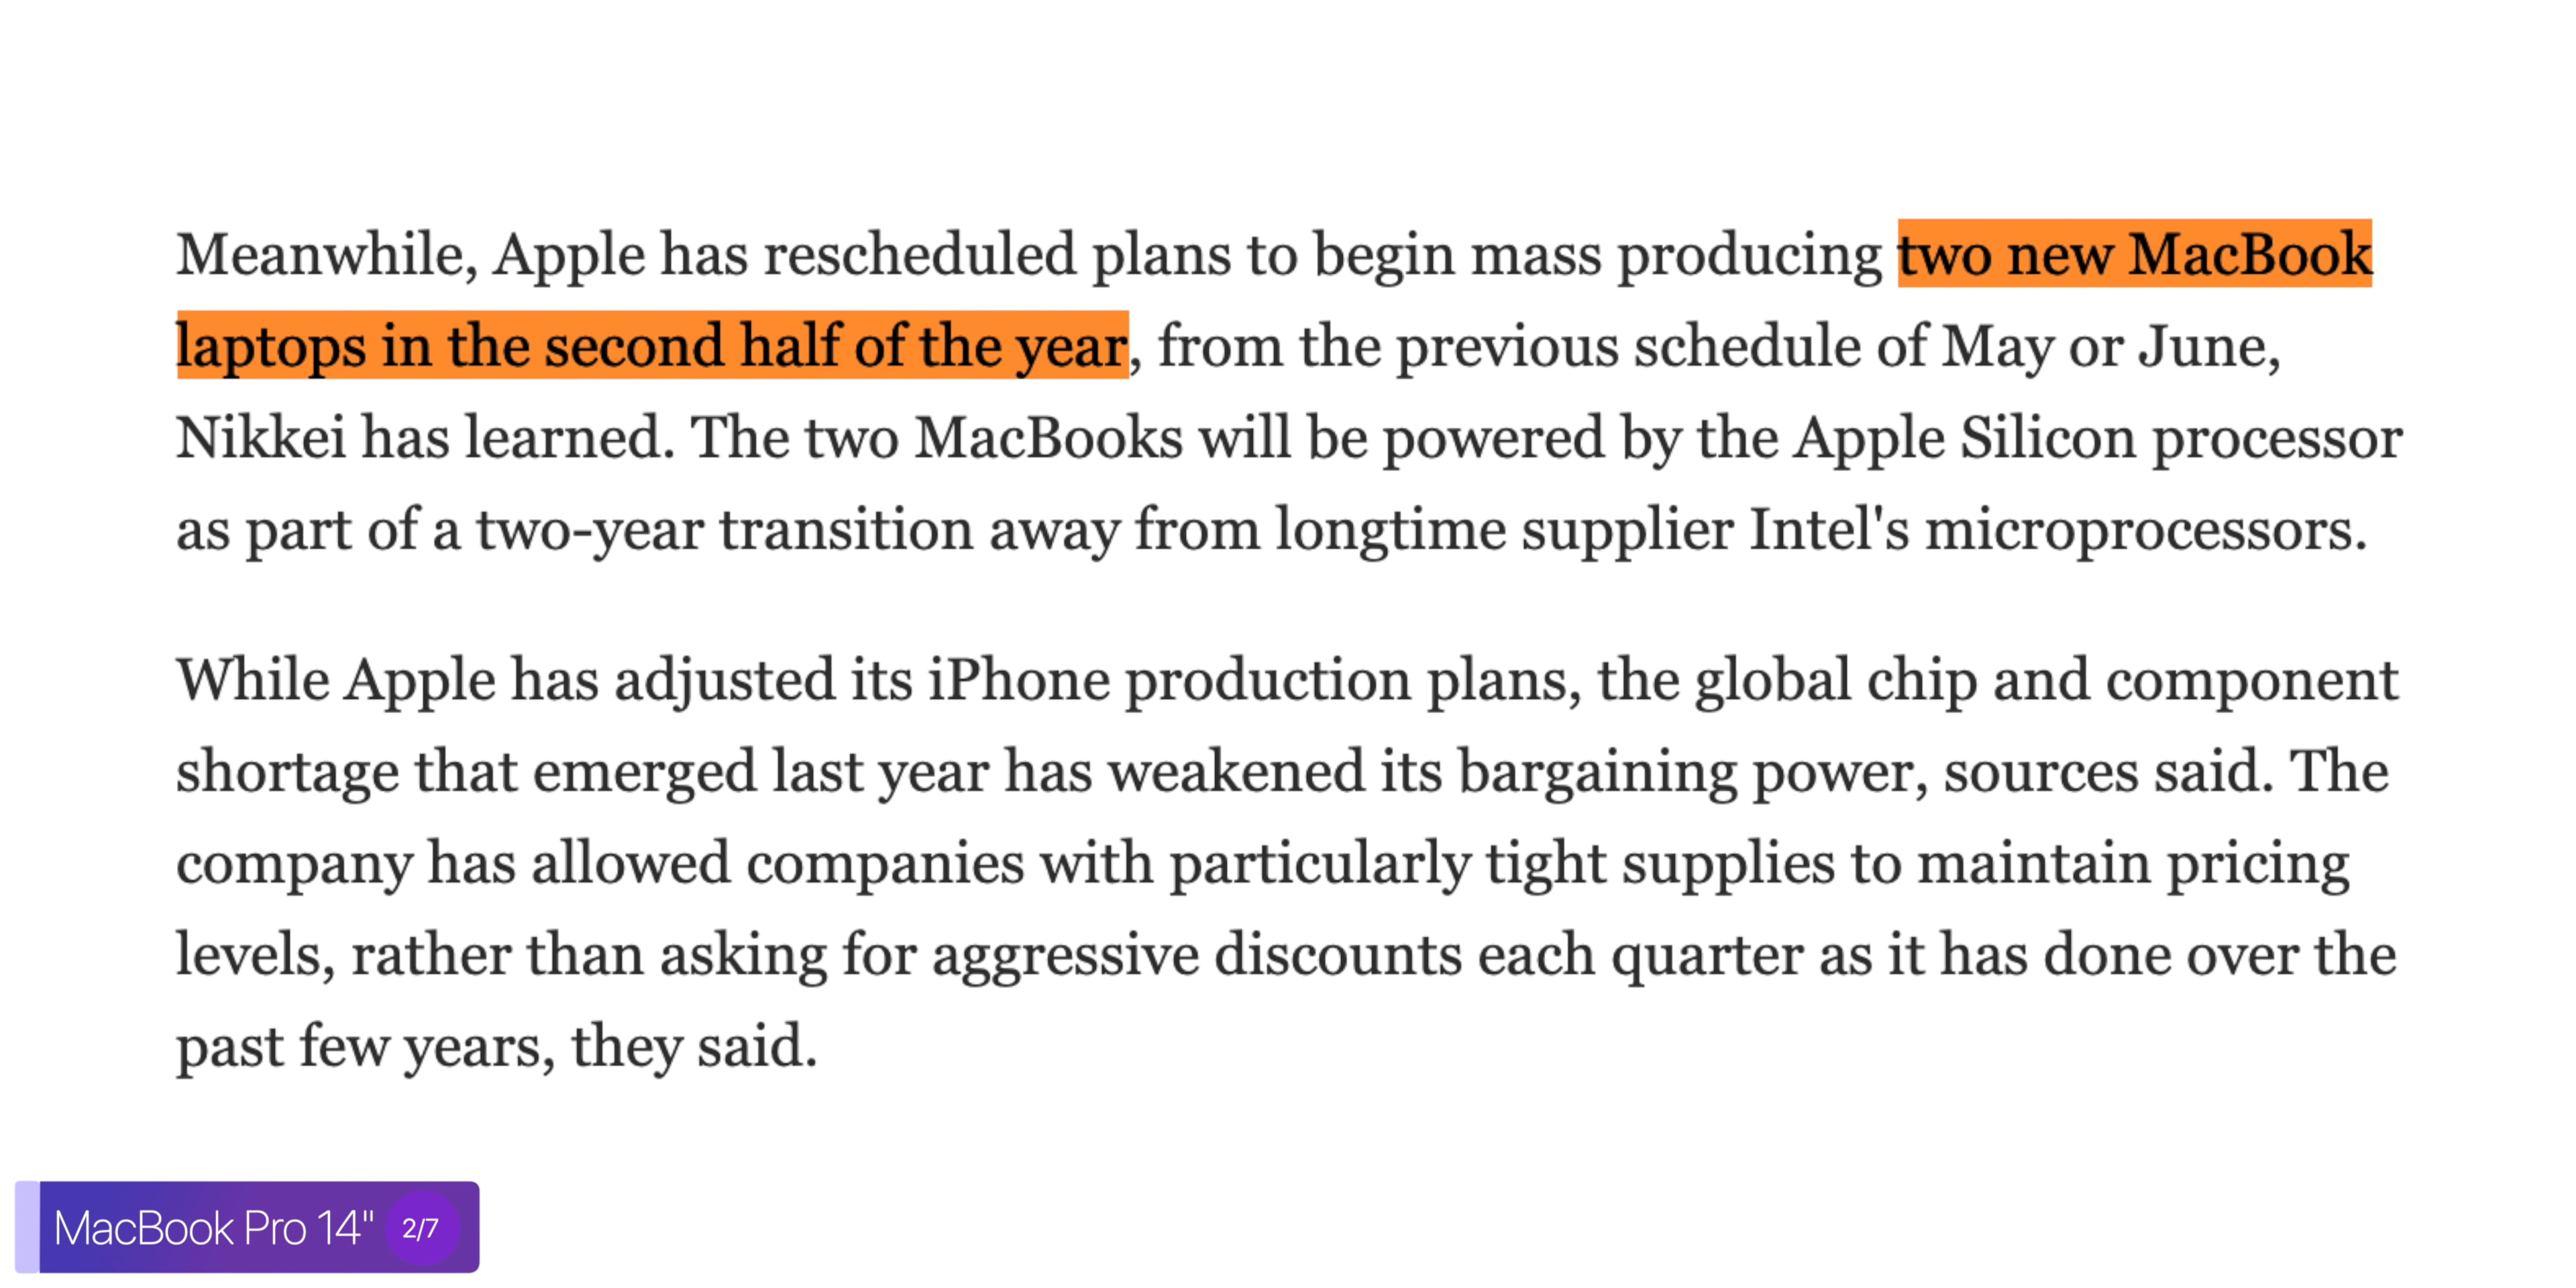 Meanwhile, Apple has rescheduled plans to begin mass producing two new MacBook
laptops in the second half of the year, from the previous schedule of May or June,
Nikkei has learned. The two MacBooks will be powered by the Apple Silicon processor
as part of a two-year transition away from longtime supplier Intel's microprocessors.
While Apple has adjusted its iPhone production plans, the global chip and component
shortage that emerged last year has weakened its bargaining power, sources said. The
company has allowed companies with particularly tight supplies to maintain pricing
levels, rather than asking for aggressive discounts each quarter as it has done over the
past few years, they said.
MacBook Pro 14" 2/7